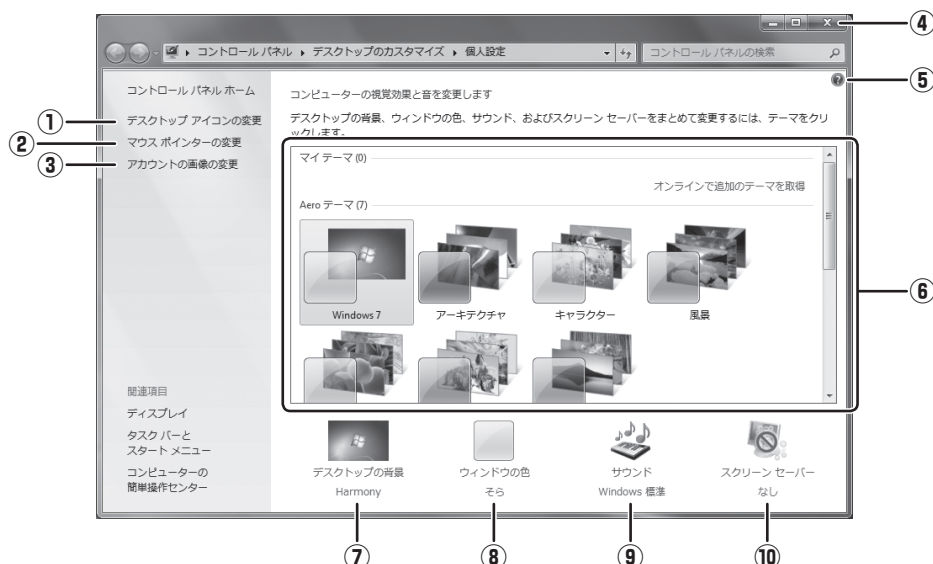 ④
コントロール パネル ▸ デスクトップのカスタマイズ ▸ 個人設定
コントロール パネルの検索
⑤
コントロール パネル ホーム
① デスクトップ アイコンの変更
② マウス ポインターの変更
③ アカウントの画像の変更
コンピューターの視覚効果と音を変更します
デスクトップの背景、ウィンドウの色、サウンド、およびスクリーン セーバーをまとめて変更するには、テーマをクリ
ックします。
マイ テーマ (0)
オンラインで追加のテーマを取得
Aero テーマ (7)
Windows 7
アーキテクチャ
キャラクター
風景
⑥
関連項目
ディスプレイ
タスク バーと
スタート メニュー
コンピューターの
簡単操作センター
デスクトップの背景
Harmony
ウィンドウの色
そら
サウンド
Windows 標準
スクリーン セーバー
なし
⑦
⑧
⑨
⑩